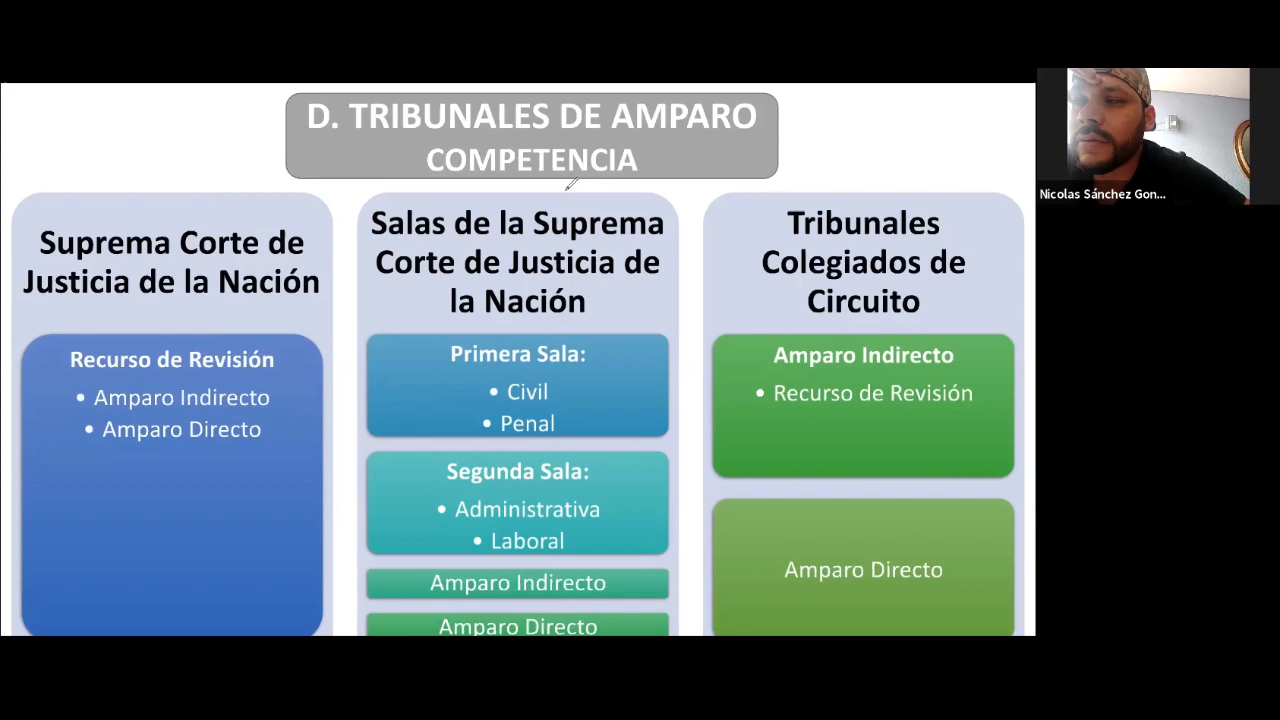 D. TRIBUNALES DE AMPARO
COMPETENCIA
Suprema Corte de
Justicia de la Nación
Recurso de Revisión
• Amparo Indirecto
• Amparo Directo
Salas de la Suprema
Corte de Justicia de
la Nación
Primera Sala:
• Civil
• Penal
Segunda Sala:
• Administrativa
• Laboral
Amparo Indirecto
Amparo Directo
Tribunales
Colegiados de
Circuito
Amparo Indirecto
• Recurso de Revisión
Amparo Directo
Nicolas Sánchez Gon...